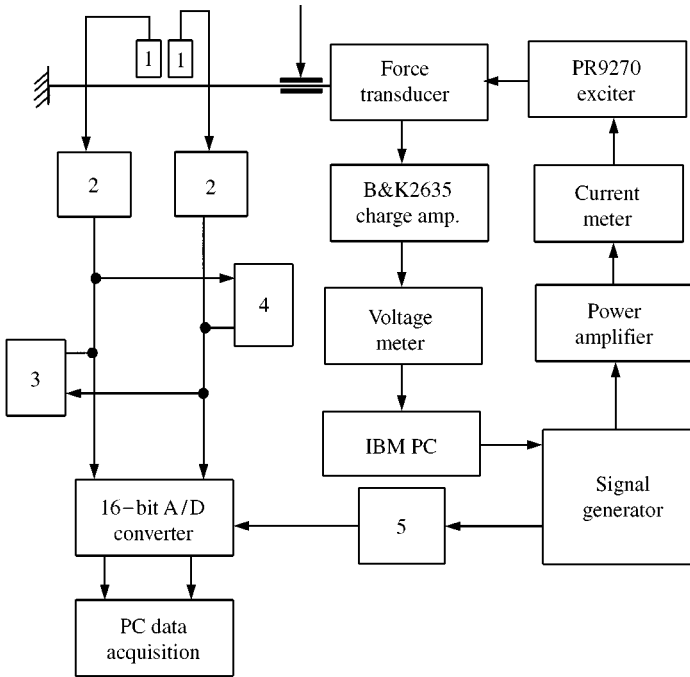 1
1
Force
transducer
PR9270
exciter
2
2
B&K2635
charge amp.
Current
meter
4
Voltage
meter
Power
amplifier
3
IBM PC
16-bit A/D
converter
5
Signal
generator
PC data
acquisition